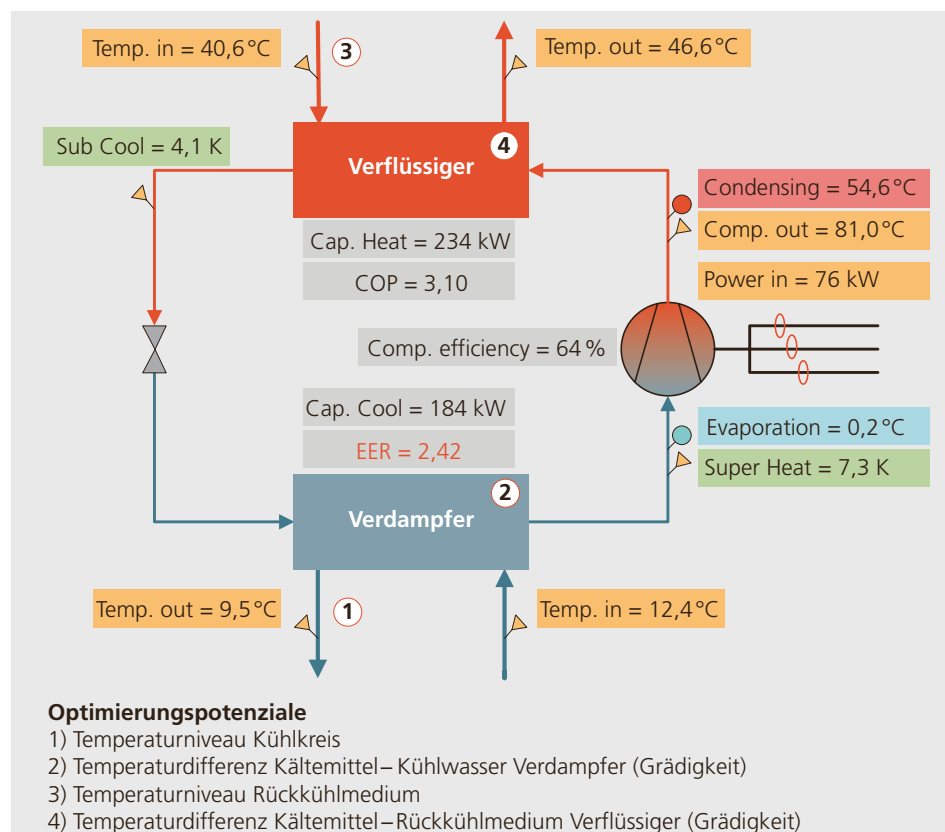 Temp. in = 40,6 °C
3
Temp. out = 46,6 °C
Sub Cool = 4,1 K
Verflüssiger
4
Condensing = 54,6 °C
Cap. Heat = 234 kW
Comp. out = 81,0 °C
COP = 3,10
Power in = 76 kW
Comp. efficiency = 64 %
Cap. Cool = 184 kW
Evaporation = 0,2 °C
EER = 2,42
Super Heat = 7,3 K
Verdampfer
2
Temp. out = 9,5 °C
1
Temp. in = 12,4 °C
Optimierungspotenziale
1) Temperaturniveau Kühlkreis
2) Temperaturdifferenz Kältemittel – Kühlwasser Verdampfer (Grädigkeit)
3) Temperaturniveau Rückkühlmedium
4) Temperaturdifferenz Kältemittel – Rückkühlmedium Verflüssiger (Grädigkeit)